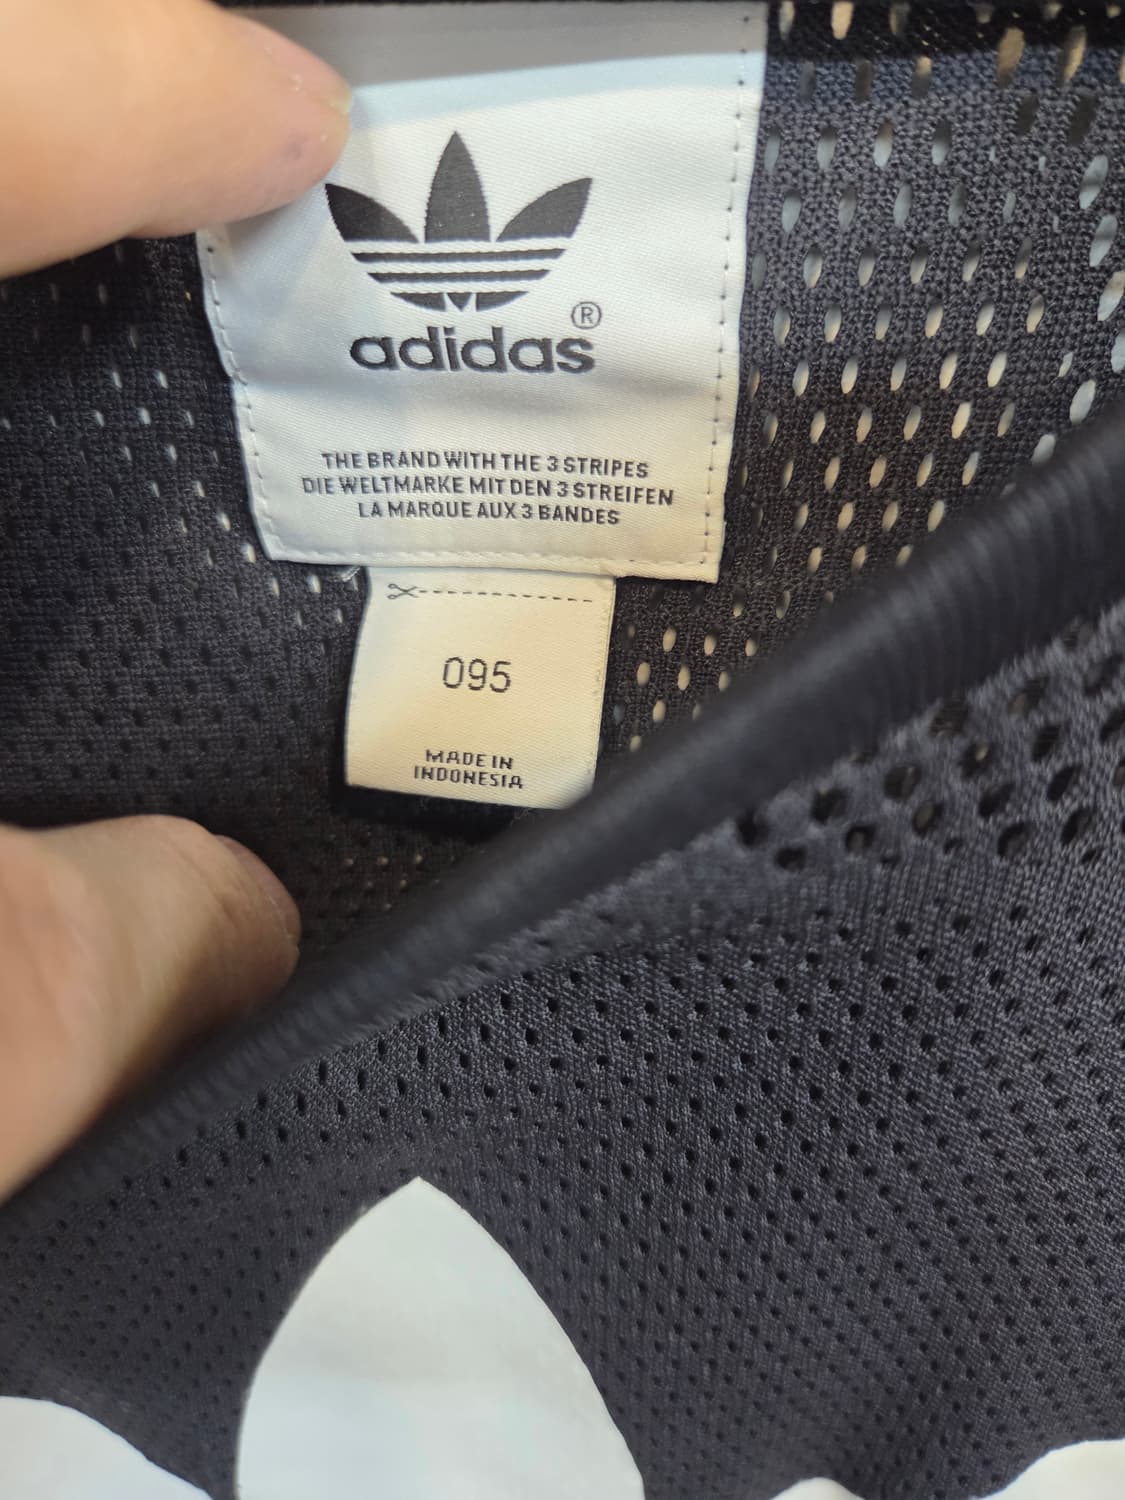 ®
adidas
THE BRAND WITH THE 3 STRIPES
DIE WELTMARKE MIT DEN 3 STREIFEN
LA MARQUE AUX 3 BANDES
095
MADE IN
INDONESIA